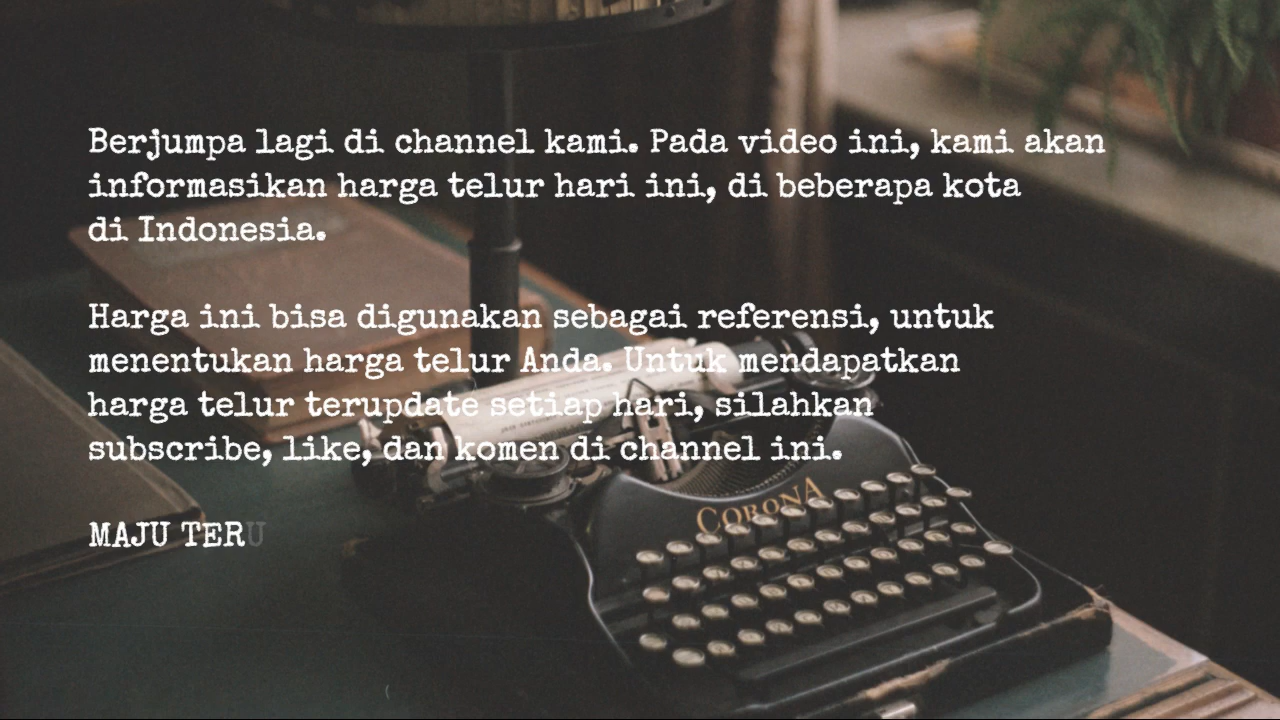 Berjumpa lagi di channel kami. Pada video ini, kami akan
informasikan harga telur hari ini, di beberapa kota
di Indonesia.
Harga ini bisa digunakan sebagai referensi, untuk
menentukan harga telur Anda. Untuk mendapatkan
harga telur terupdate setiap hari, silahkan
subscribe, like, dan komen di channel ini.
MAJU TERU
CORONA